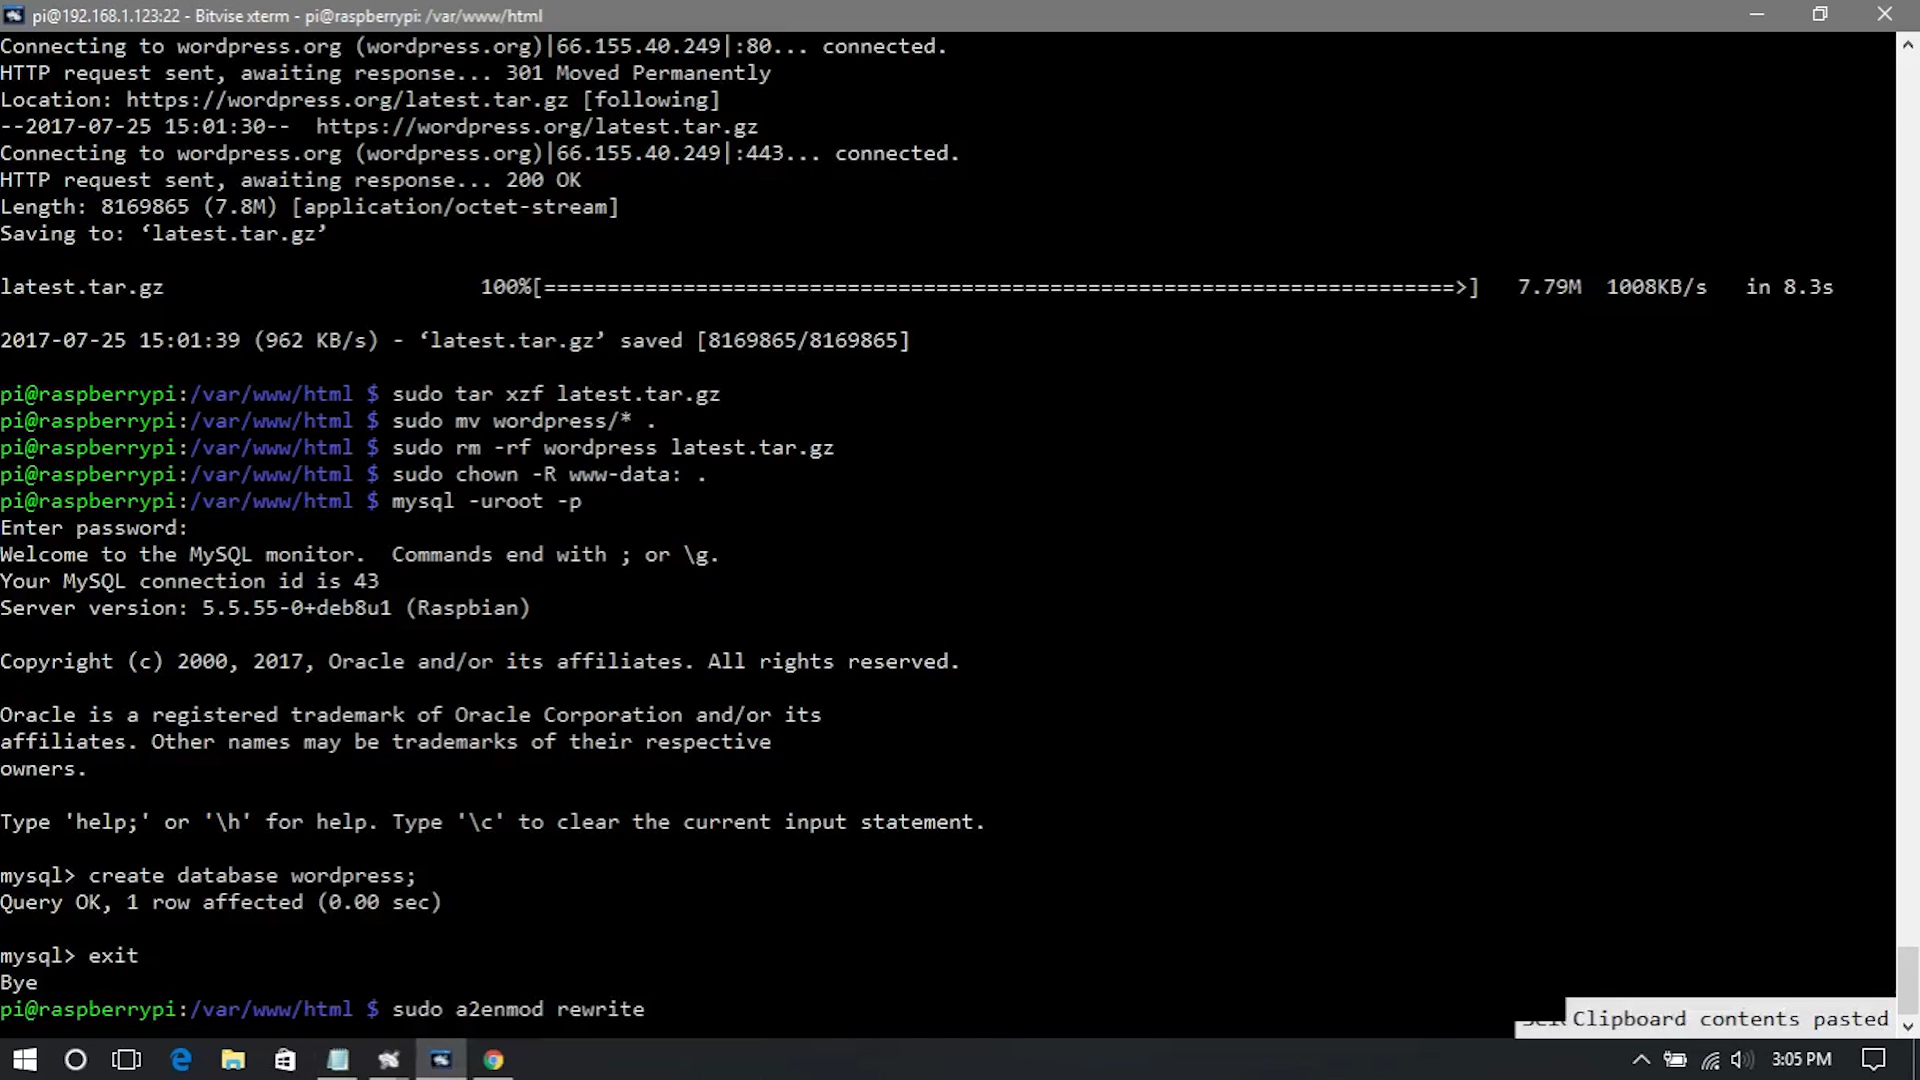 pi@192.168.1.123:22 - Bitvise xterm - pi@raspberrypi: /var/www/html
Connecting to wordpress.org (wordpress.org)|66.155.40.249|:80... connected.
HTTP request sent, awaiting response... 301 Moved Permanently
Location: https://wordpress.org/latest.tar.gz [following]
--2017-07-25 15:01:30--  https://wordpress.org/latest.tar.gz
Connecting to wordpress.org (wordpress.org)|66.155.40.249|:443... connected.
HTTP request sent, awaiting response... 200 OK
Length: 8169865 (7.8M) [application/octet-stream]
Saving to: ‘latest.tar.gz’
latest.tar.gz 100%[========================================================================>] 7.79M 1008KB/s in 8.3s
2017-07-25 15:01:39 (962 KB/s) - ‘latest.tar.gz’ saved [8169865/8169865]
pi@raspberrypi:/var/www/html $ sudo tar xzf latest.tar.gz
pi@raspberrypi:/var/www/html $ sudo mv wordpress/* .
pi@raspberrypi:/var/www/html $ sudo rm -rf wordpress latest.tar.gz
pi@raspberrypi:/var/www/html $ sudo chown -R www-data: .
pi@raspberrypi:/var/www/html $ mysql -uroot -p
Enter password:
Welcome to the MySQL monitor.  Commands end with ; or \g.
Your MySQL connection id is 43
Server version: 5.5.55-0+deb8u1 (Raspbian)
Copyright (c) 2000, 2017, Oracle and/or its affiliates. All rights reserved.
Oracle is a registered trademark of Oracle Corporation and/or its
affiliates. Other names may be trademarks of their respective
owners.
Type 'help;' or '\h' for help. Type '\c' to clear the current input statement.
mysql> create database wordpress;
Query OK, 1 row affected (0.00 sec)
mysql> exit
Bye
pi@raspberrypi:/var/www/html $ sudo a2enmod rewrite
Clipboard contents pasted
3:05 PM